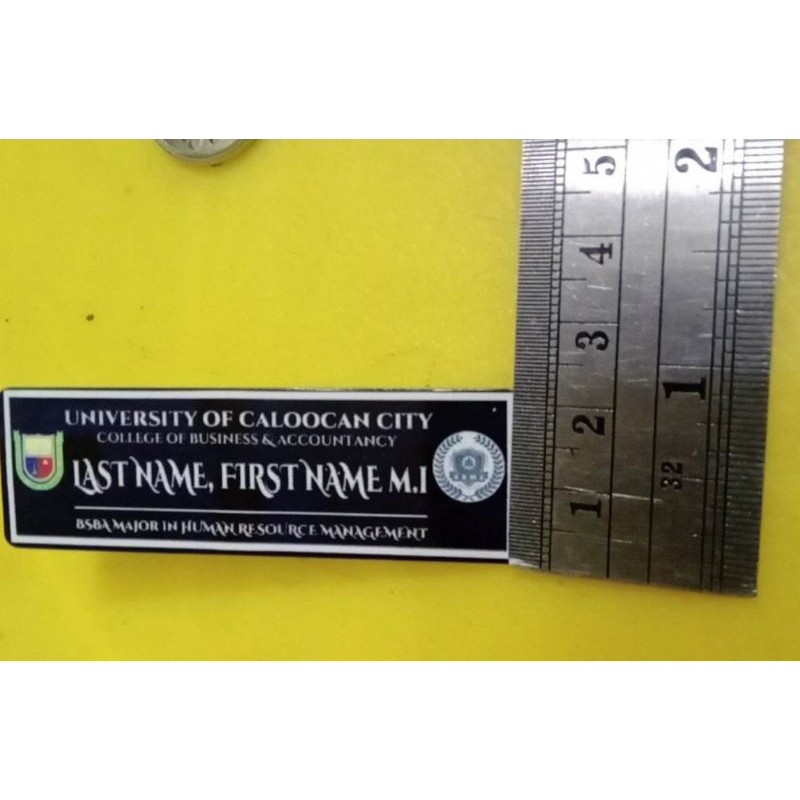 UNIVERSITY OF CALOOCAN CITY
COLLEGE OF BUSINESS & ACCOUNTANCY
LAST NAME, FIRST NAME M.I
BSBA MAJOR IN HUMAN RESOURCE MANAGEMENT
5
4
3
2
1
2
1
32